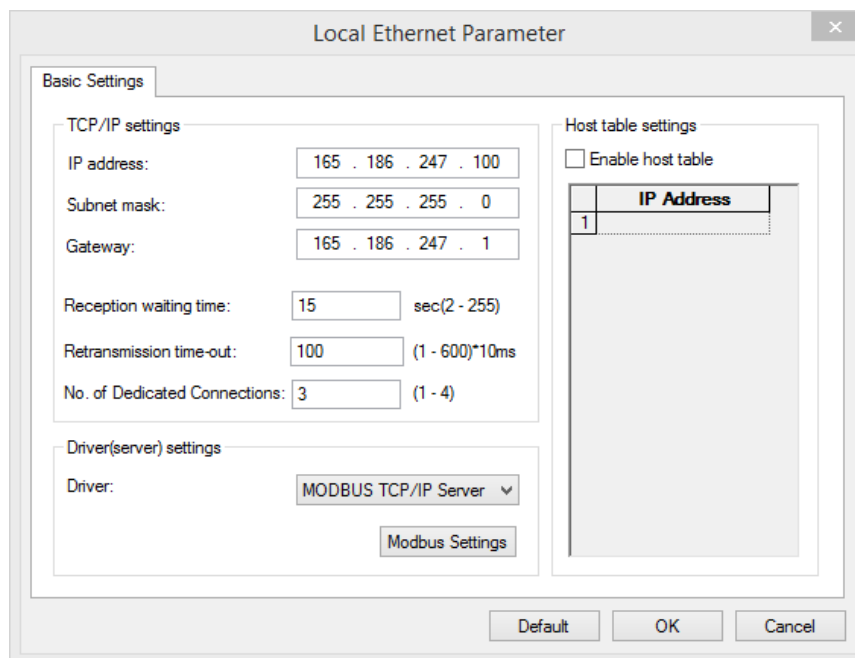 Local Ethernet Parameter
Basic Settings
TCP/IP settings
IP address: 165 . 186 . 247 . 100
Subnet mask: 255 . 255 . 255 . 0
Gateway: 165 . 186 . 247 . 1
Reception waiting time: 15 sec(2 - 255)
Retransmission time-out: 100 (1 - 600)*10ms
No. of Dedicated Connections: 3 (1 - 4)
Driver(server) settings
Driver: MODBUS TCP/IP Server
Modbus Settings
Host table settings
Enable host table
IP Address
1
Default OK Cancel